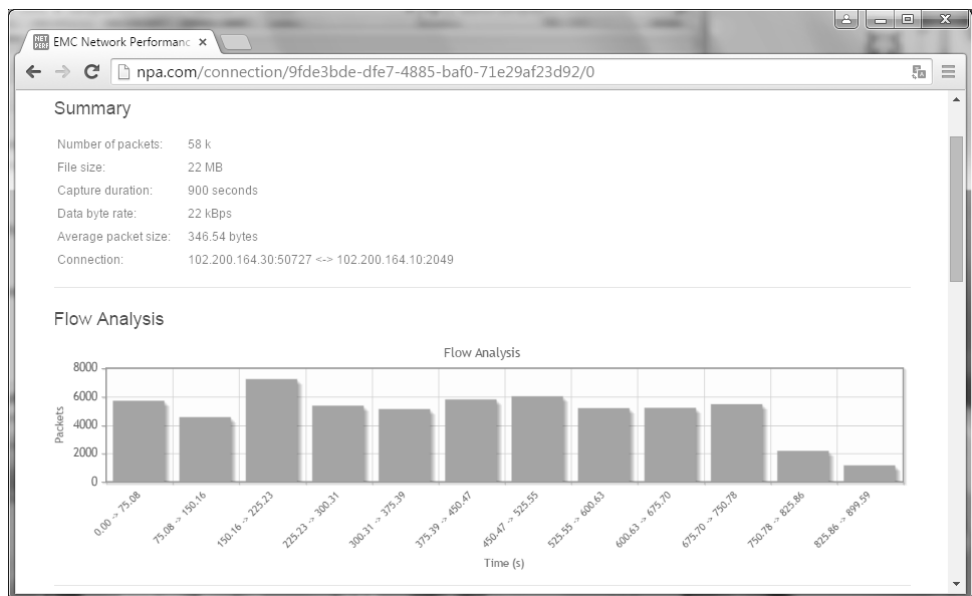 NET PERF EMC Network Performanc ×
npa.com/connection/9fde3bde-dfe7-4885-baf0-71e29af23d92/0
Summary
Number of packets: 58 k
File size: 22 MB
Capture duration: 900 seconds
Data byte rate: 22 kBps
Average packet size: 346.54 bytes
Connection: 102.200.164.30:50727 <-> 102.200.164.10:2049
Flow Analysis
Flow Analysis
8000
6000
4000
2000
0
Packets
0.00 -> 75.08
75.08 -> 150.16
150.16 -> 225.23
225.23 -> 300.31
300.31 -> 375.39
375.39 -> 450.47
450.47 -> 525.55
525.55 -> 600.63
600.63 -> 675.70
675.70 -> 750.78
750.78 -> 825.86
825.86 -> 899.59
Time (s)